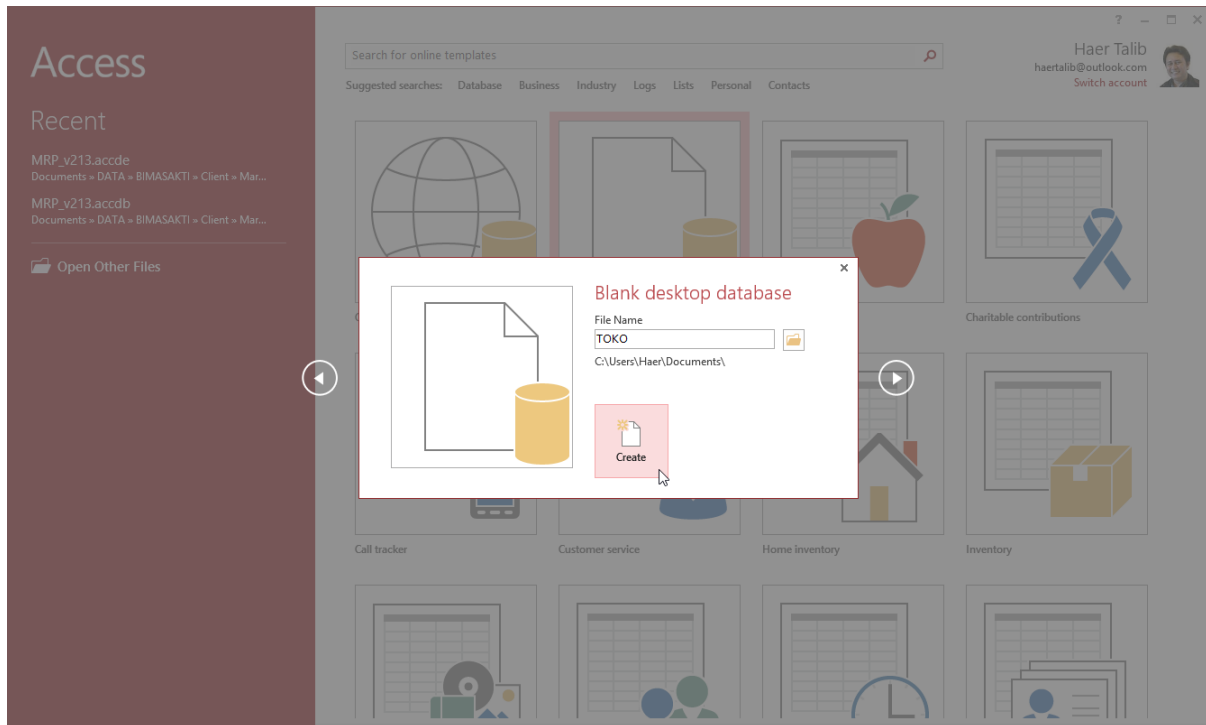 Access
Recent
MRP_v213.accde
Documents » DATA » BIMASAKTI » Client » Mar...
MRP_v213.accdb
Documents » DATA » BIMASAKTI » Client » Mar...
Open Other Files
?
Search for online templates
Haer Talib
haertalib@outlook.com
Switch account
Suggested searches: Database Business Industry Logs Lists Personal Contacts
Blank desktop database
File Name
TOKO
C:\Users\Haer\Documents\
Create
Charitable contributions
Call tracker
Customer service
Home inventory
Inventory